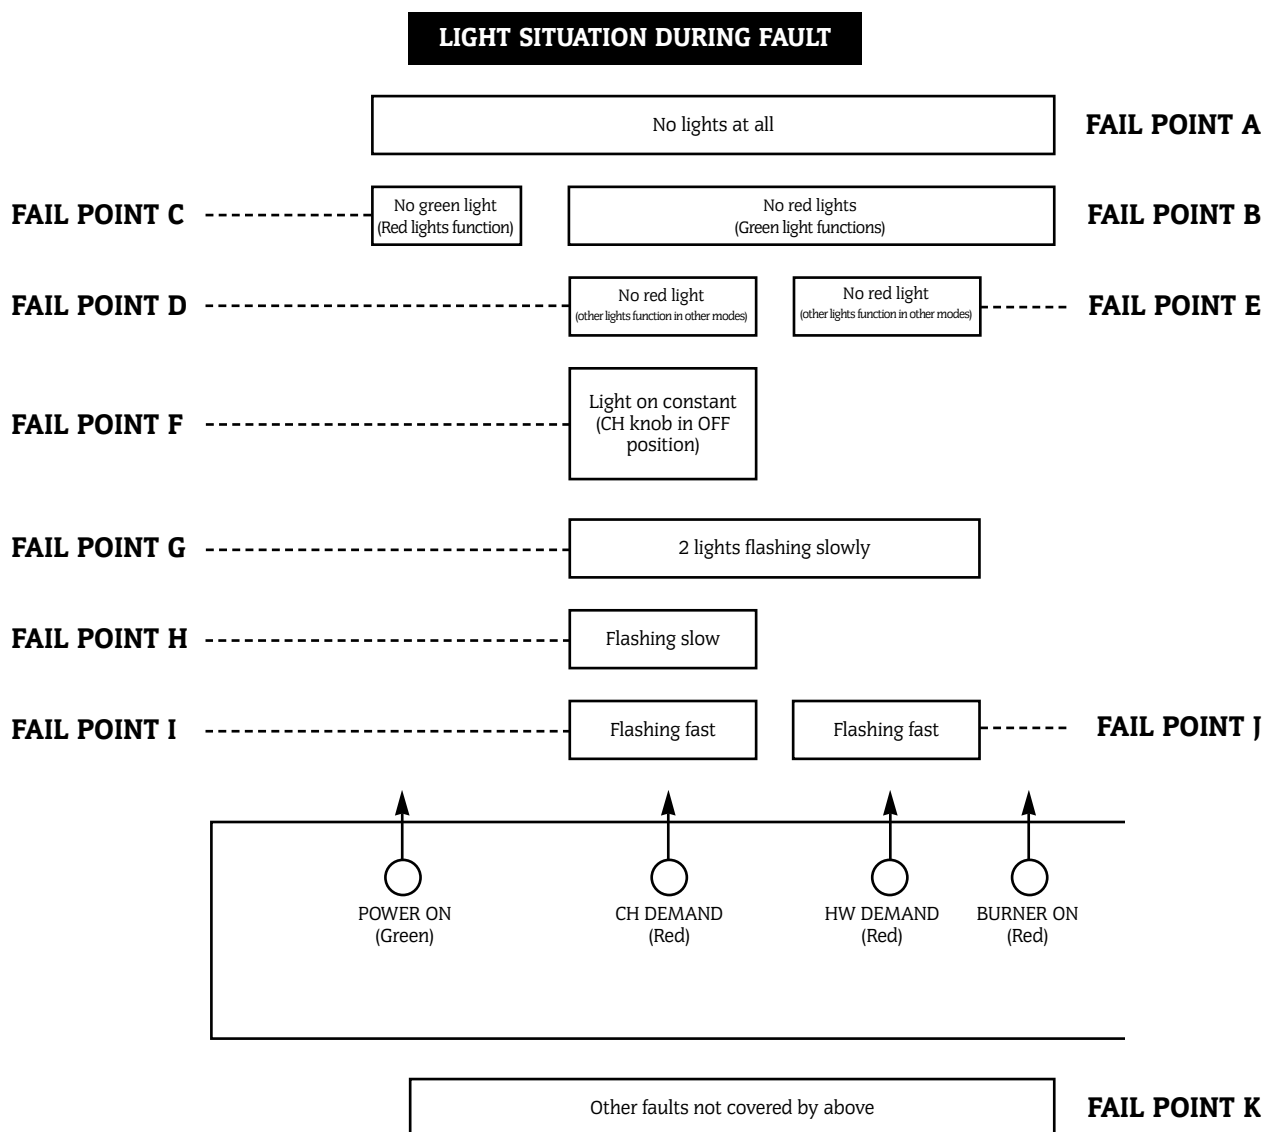 LIGHT SITUATION DURING FAULT
No lights at all
FAIL POINT A
FAIL POINT C
No green light
(Red lights function)
No red lights
(Green light functions)
FAIL POINT B
FAIL POINT D
No red light
(other lights function in other modes)
No red light
(other lights function in other modes)
FAIL POINT E
FAIL POINT F
Light on constant
(CH knob in OFF
position)
FAIL POINT G
2 lights flashing slowly
FAIL POINT H
Flashing slow
FAIL POINT I
Flashing fast
Flashing fast
FAIL POINT J
POWER ON
(Green)
CH DEMAND
(Red)
HW DEMAND
(Red)
BURNER ON
(Red)
Other faults not covered by above
FAIL POINT K